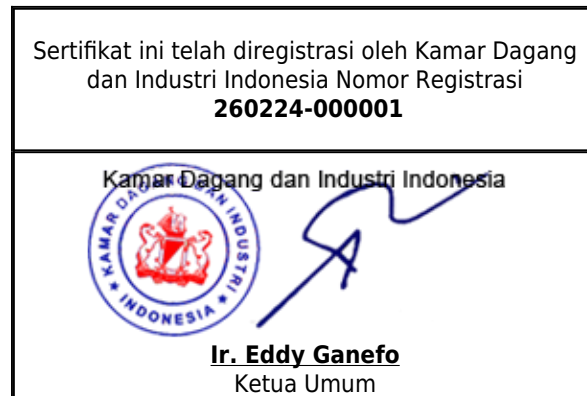 Sertifikat ini telah diregistrasi oleh Kamar Dagang
dan Industri Indonesia Nomor Registrasi
260224-000001
Kamar Dagang dan Industri Indonesia
KAMAR DAGANG DAN INDUSTRI
* INDONESIA *
Ir. Eddy Ganefo
Ketua Umum